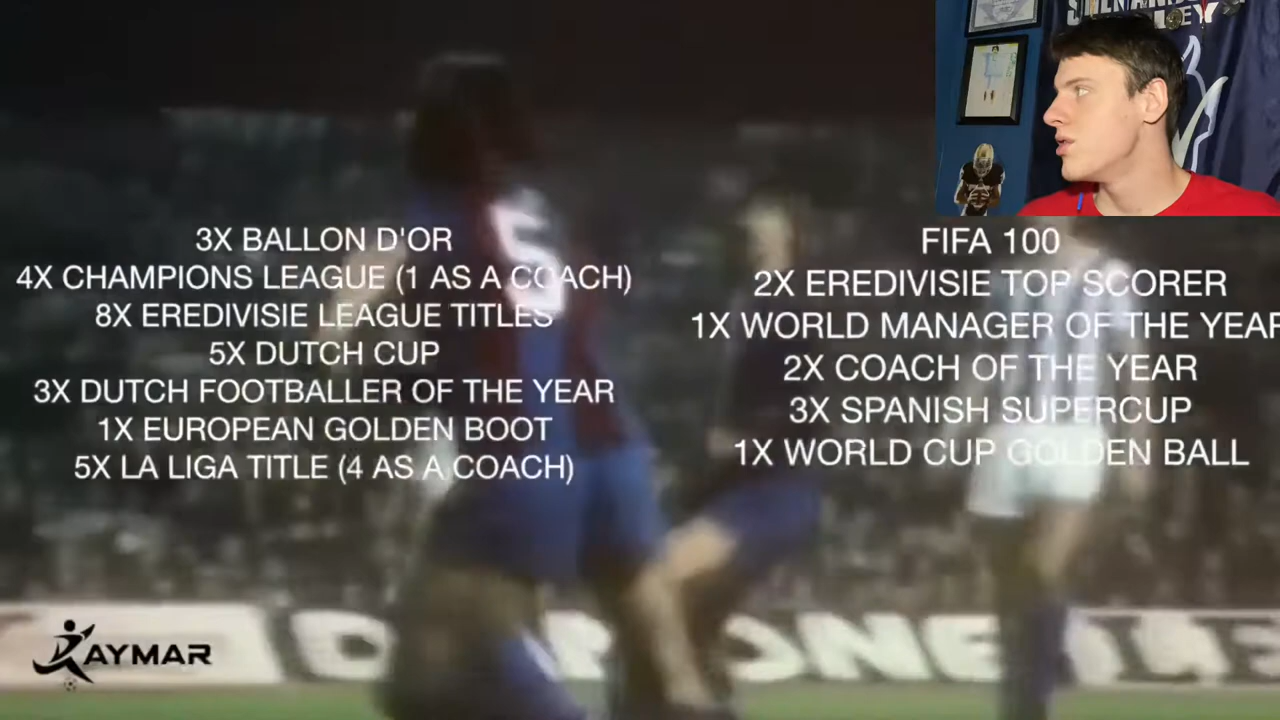 SHENANDOAH
VALLEY
3X BALLON D'OR
4X CHAMPIONS LEAGUE (1 AS A COACH)
8X EREDIVISIE LEAGUE TITLES
5X DUTCH CUP
3X DUTCH FOOTBALLER OF THE YEAR
1X EUROPEAN GOLDEN BOOT
5X LA LIGA TITLE (4 AS A COACH)
FIFA 100
2X EREDIVISIE TOP SCORER
1X WORLD MANAGER OF THE YEAR
2X COACH OF THE YEAR
3X SPANISH SUPERCUP
1X WORLD CUP GOLDEN BALL
5
KAYMAR